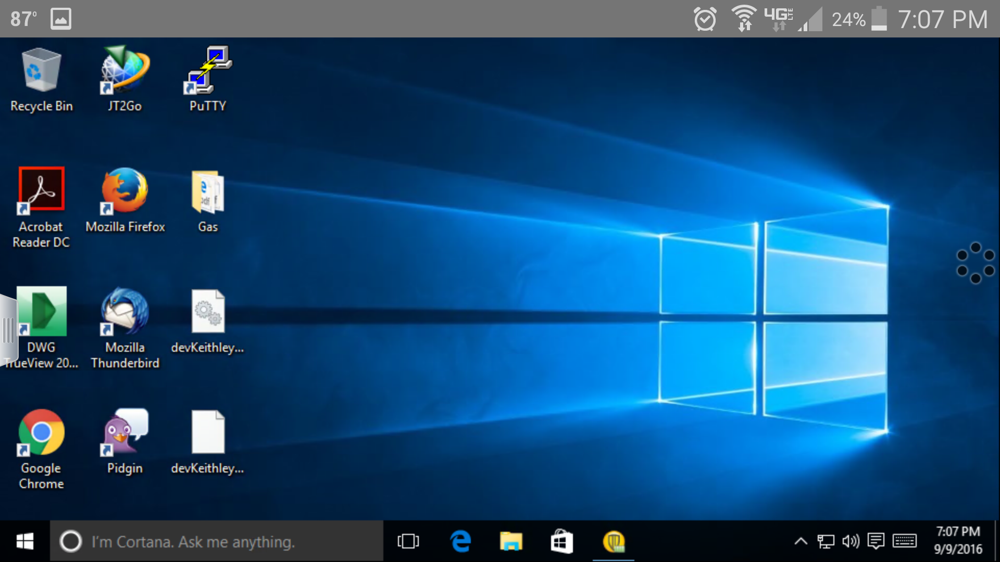 87°
4G LTE
24%
7:07 PM
Recycle Bin
JT2Go
PuTTY
Acrobat
Reader DC
Mozilla Firefox
Gas
DWG
TrueView 20...
Mozilla
Thunderbird
devKeithley...
Google
Chrome
Pidgin
devKeithley...
I'm Cortana. Ask me anything.
7:07 PM
9/9/2016